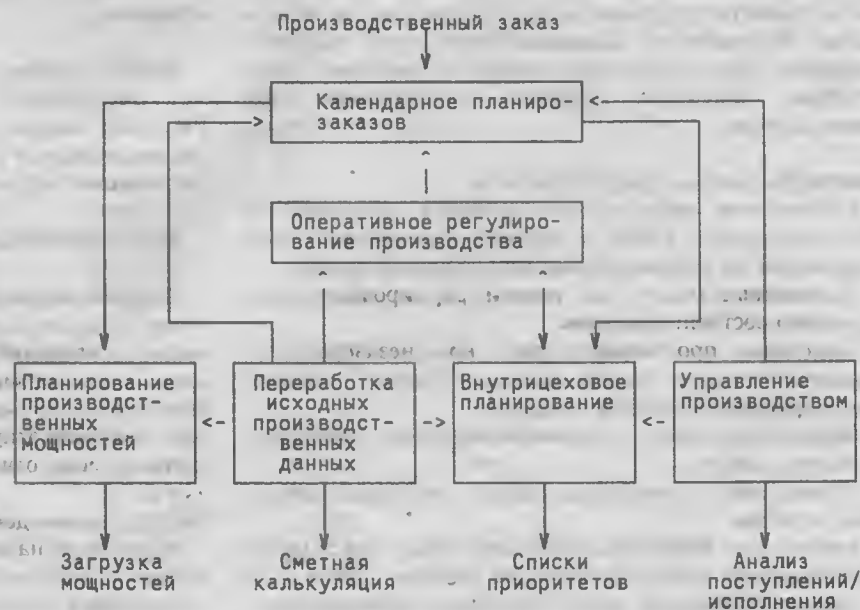 Производственный заказ
Календарное планиро-
заказов
Оперативное регулиро-
вание производства
Планирование
производст-
венных
мощностей
Переработка
исходных
производст-
венных
данных
Внутрицеховое
планирование
Управление
производством
Загрузка
мощностей
Сметная
калькуляция
Списки
приоритетов
Анализ
поступлений/
исполнения